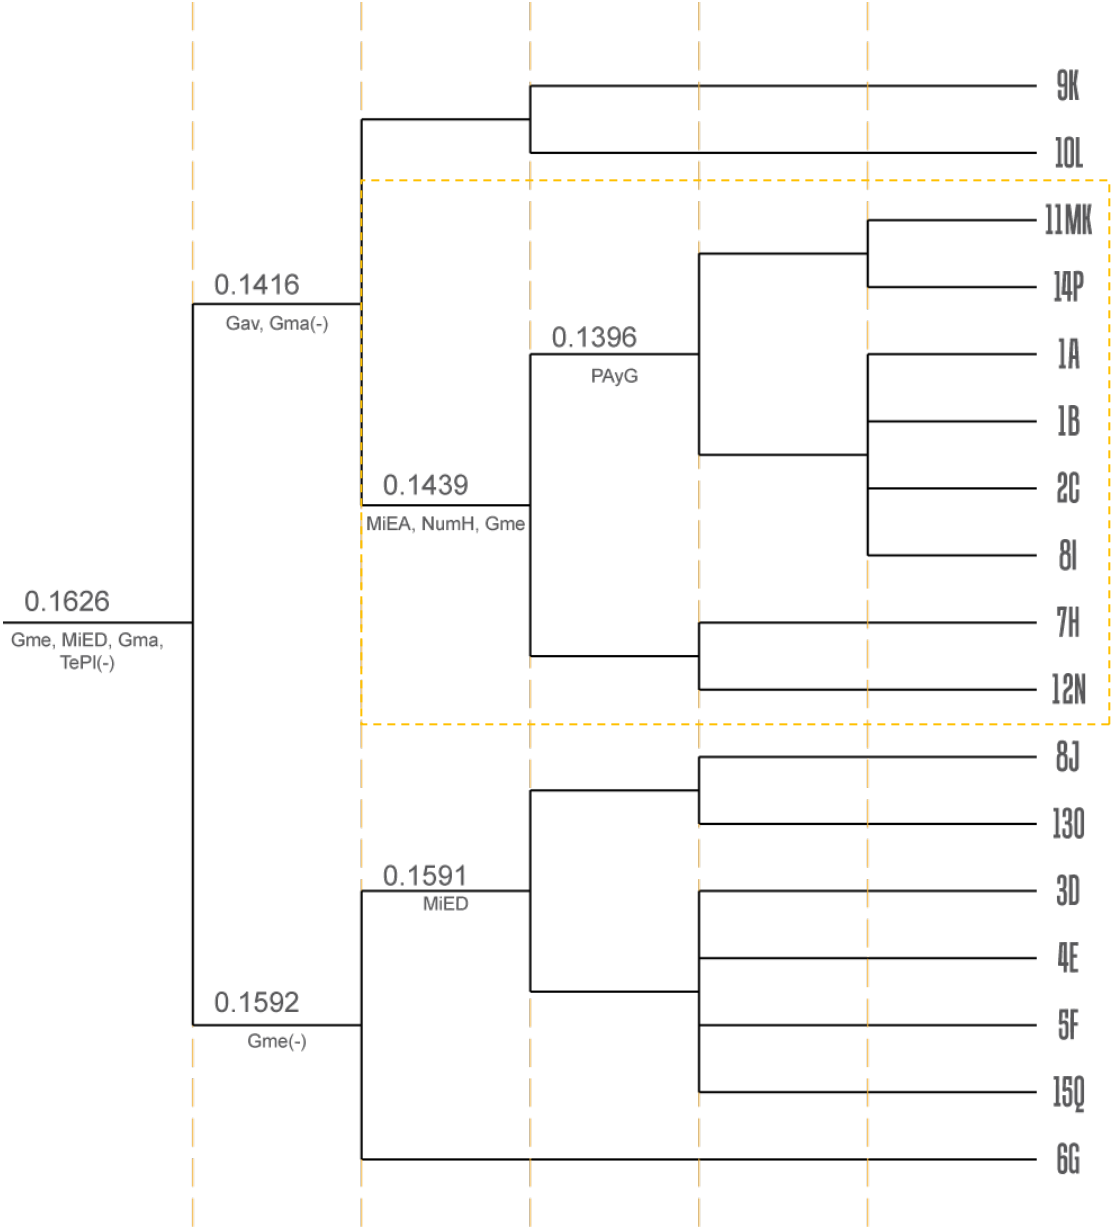 9K
10L
11MK
0.1416
14P
Gav, Gma(-)
0.1396
1A
PAyG
1B
0.1439
2C
MiEA, NumH, Gme
8I
0.1626
7H
Gme, MiED, Gma,
TePl(-)
12N
8J
13O
0.1591
3D
MiED
4E
0.1592
5F
Gme(-)
15Q
6G